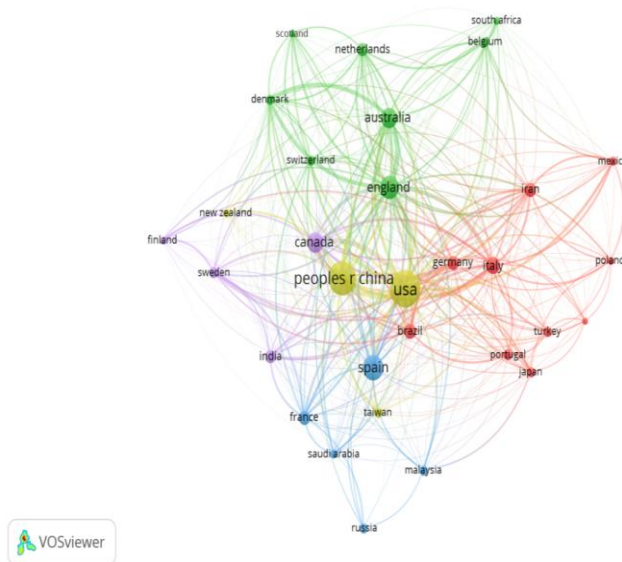 south africa
scotland
belgium
netherlands
denmark
australia
switzerland
mexico
england
iran
new zealand
finland
canada
sweden
germany
italy
poland
peoples r china
usa
brazil
turkey
india
spain
portugal
japan
france
taiwan
saudi arabia
malaysia
russia
VOSviewer